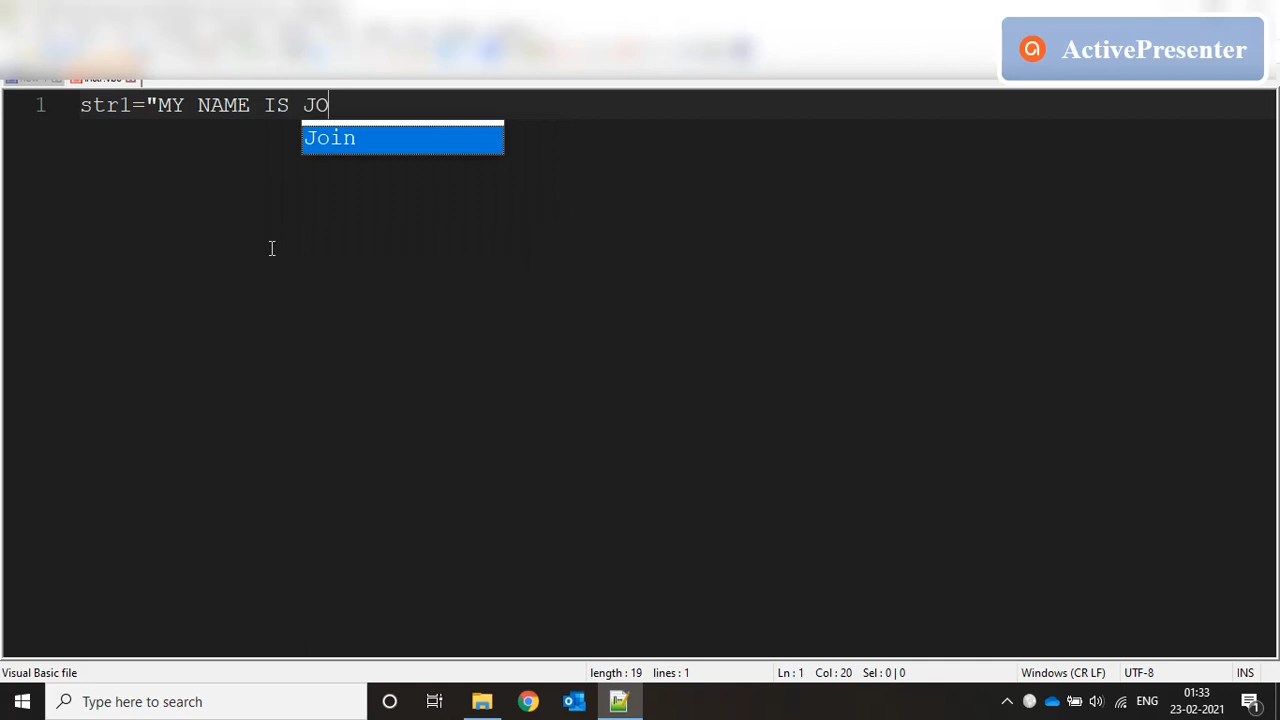 ActivePresenter
1 str1="MY NAME IS JO
Join
Visual Basic file length : 19 lines : 1 Ln : 1 Col : 20 Sel : 0 | 0 Windows (CR LF) UTF-8 INS
Type here to search
ENG
01:33
23-02-2021